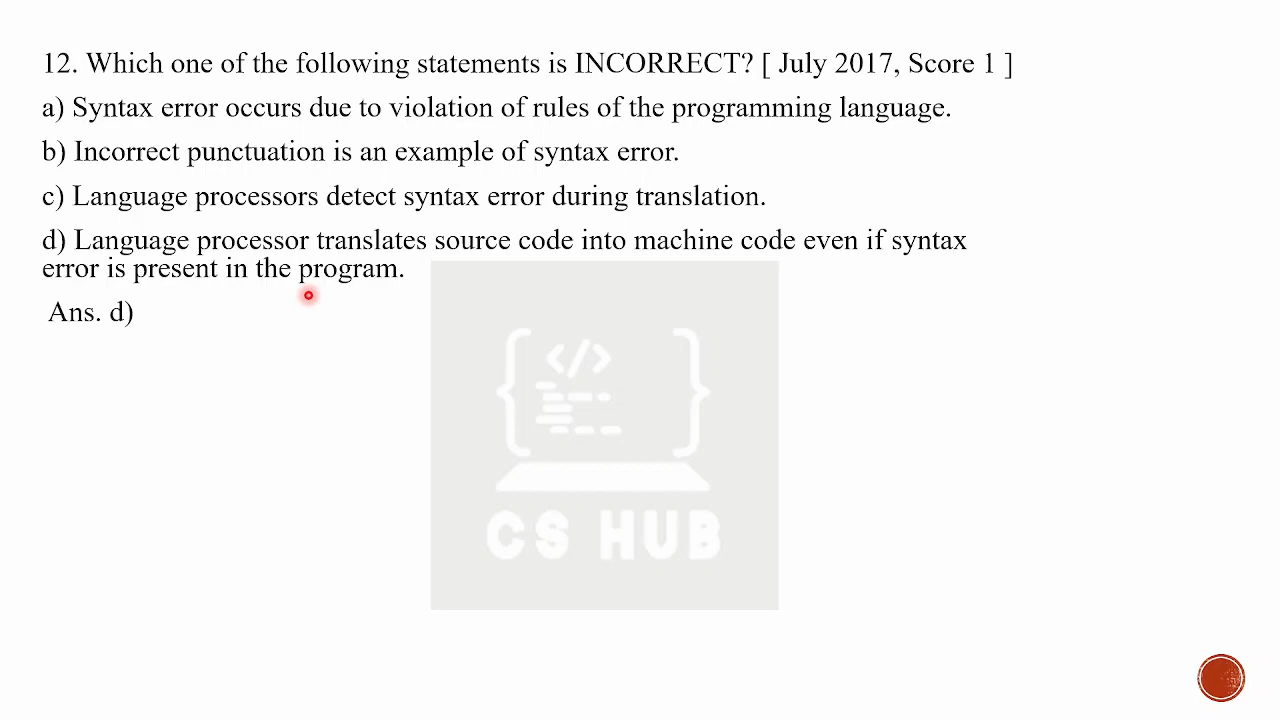 12. Which one of the following statements is INCORRECT? [ July 2017, Score 1 ]
a) Syntax error occurs due to violation of rules of the programming language.
b) Incorrect punctuation is an example of syntax error.
c) Language processors detect syntax error during translation.
d) Language processor translates source code into machine code even if syntax
error is present in the program.
Ans. d)
</>
CS HUB